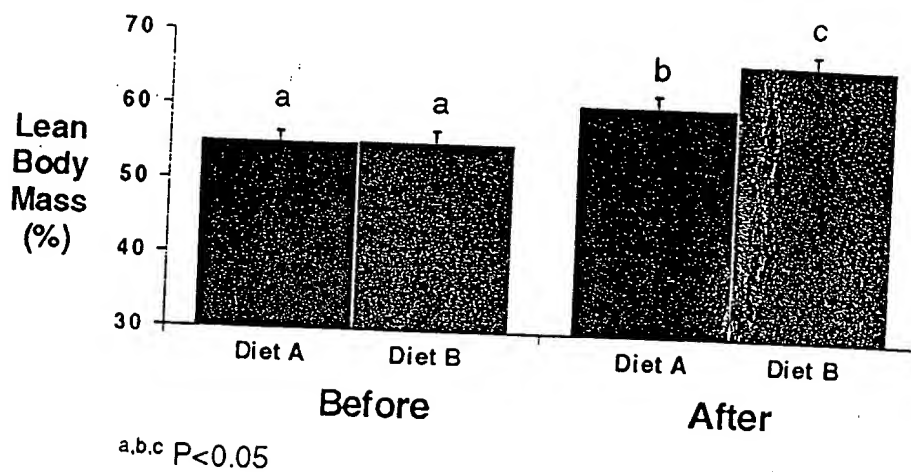 70
60
50
40
30
Lean
Body
Mass
(%)
a
a
b
c
Diet A
Diet B
Diet A
Diet B
Before
After
a,b,c P<0.05